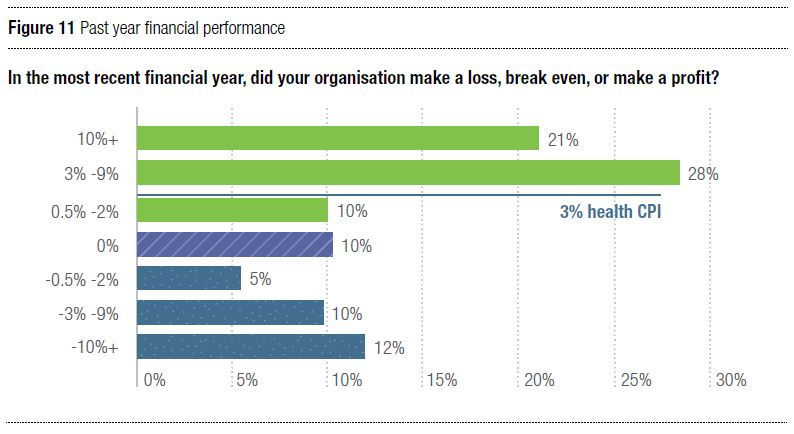 Figure 11 Past year financial performance
In the most recent financial year, did your organisation make a loss, break even, or make a profit?
10%+ 21%
3% -9% 28%
3% health CPI
0.5% -2% 10%
0% 10%
-0.5% -2% 5%
-3% -9% 10%
-10%+ 12%
0% 5% 10% 15% 20% 25% 30%